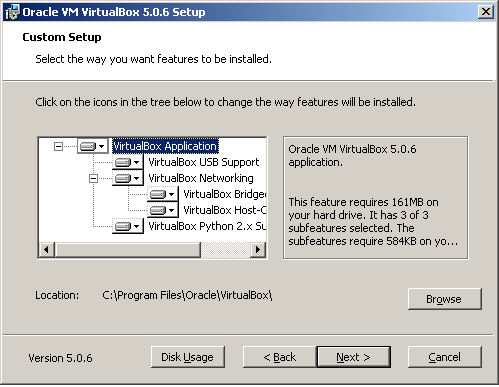 Oracle VM VirtualBox 5.0.6 Setup
Custom Setup
Select the way you want features to be installed.
Click on the icons in the tree below to change the way features will be installed.
VirtualBox Application
VirtualBox USB Support
VirtualBox Networking
VirtualBox Bridge
VirtualBox Host-
VirtualBox Python 2.x Su
Oracle VM VirtualBox 5.0.6
application.
This feature requires 161MB on
your hard drive. It has 3 of 3
subfeatures selected. The
subfeatures require 584KB on yo...
Location: C:\Program Files\Oracle\VirtualBox\
Browse
Version 5.0.6
Disk Usage
< Back
Next >
Cancel